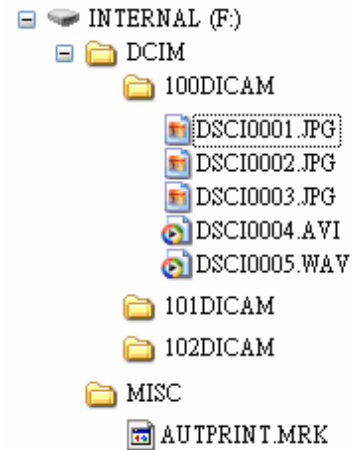 INTERNAL (F:)
DCIM
100DICAM
DSCI0001.JPG
DSCI0002.JPG
DSCI0003.JPG
DSCI0004.AVI
DSCI0005.WAV
101DICAM
102DICAM
MISC
AUTPRINT.MRK